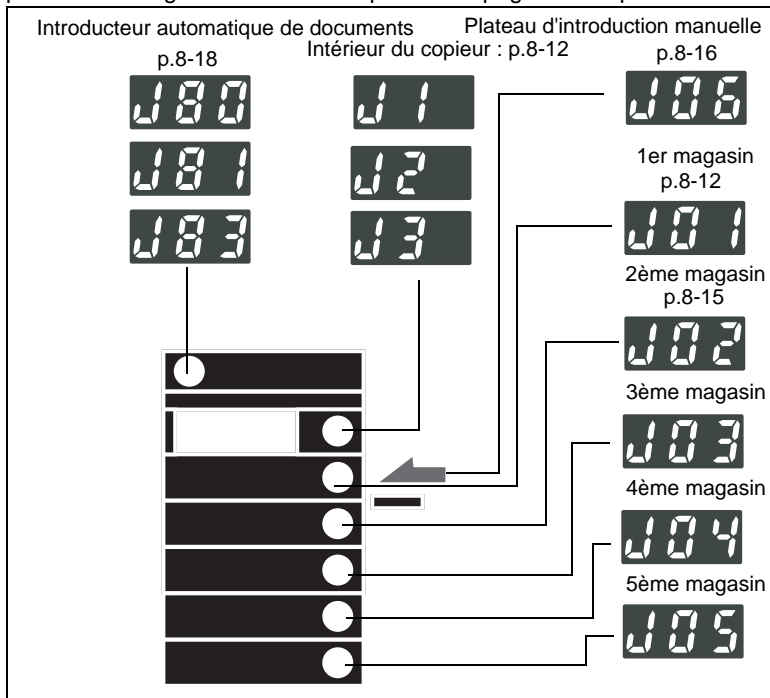 Introducteur automatique de documents
p.8-18
J80
J81
J83
Intérieur du copieur : p.8-12
J1
J2
J3
Plateau d'introduction manuelle
p.8-16
J06
1er magasin
p.8-12
J01
2ème magasin
p.8-15
J02
3ème magasin
J03
4ème magasin
J04
5ème magasin
J05